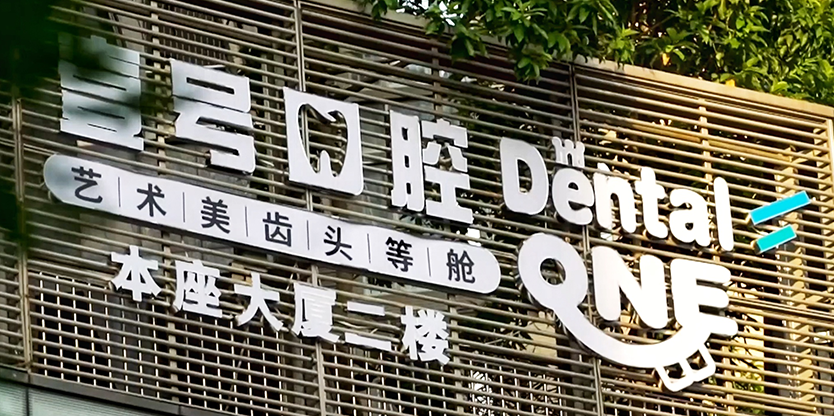 壹号口腔
艺术美齿头等舱
本座大厦二楼
Dental
ONE